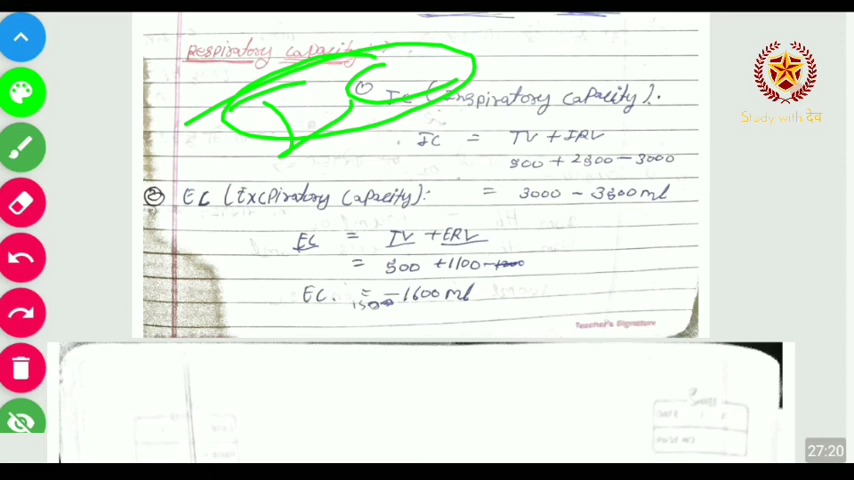 Respiratory capacity :-
① IC (Inspiratory capacity).
IC = TV + IRV
500 + 2500 - 3000
② EC (Excpiratory capacity): = 3000 - 3500 ml
EC = TV + ERV
= 500 + 1100
EC. = - 1600 ml
Teacher's Signature
Study with देव
27:20